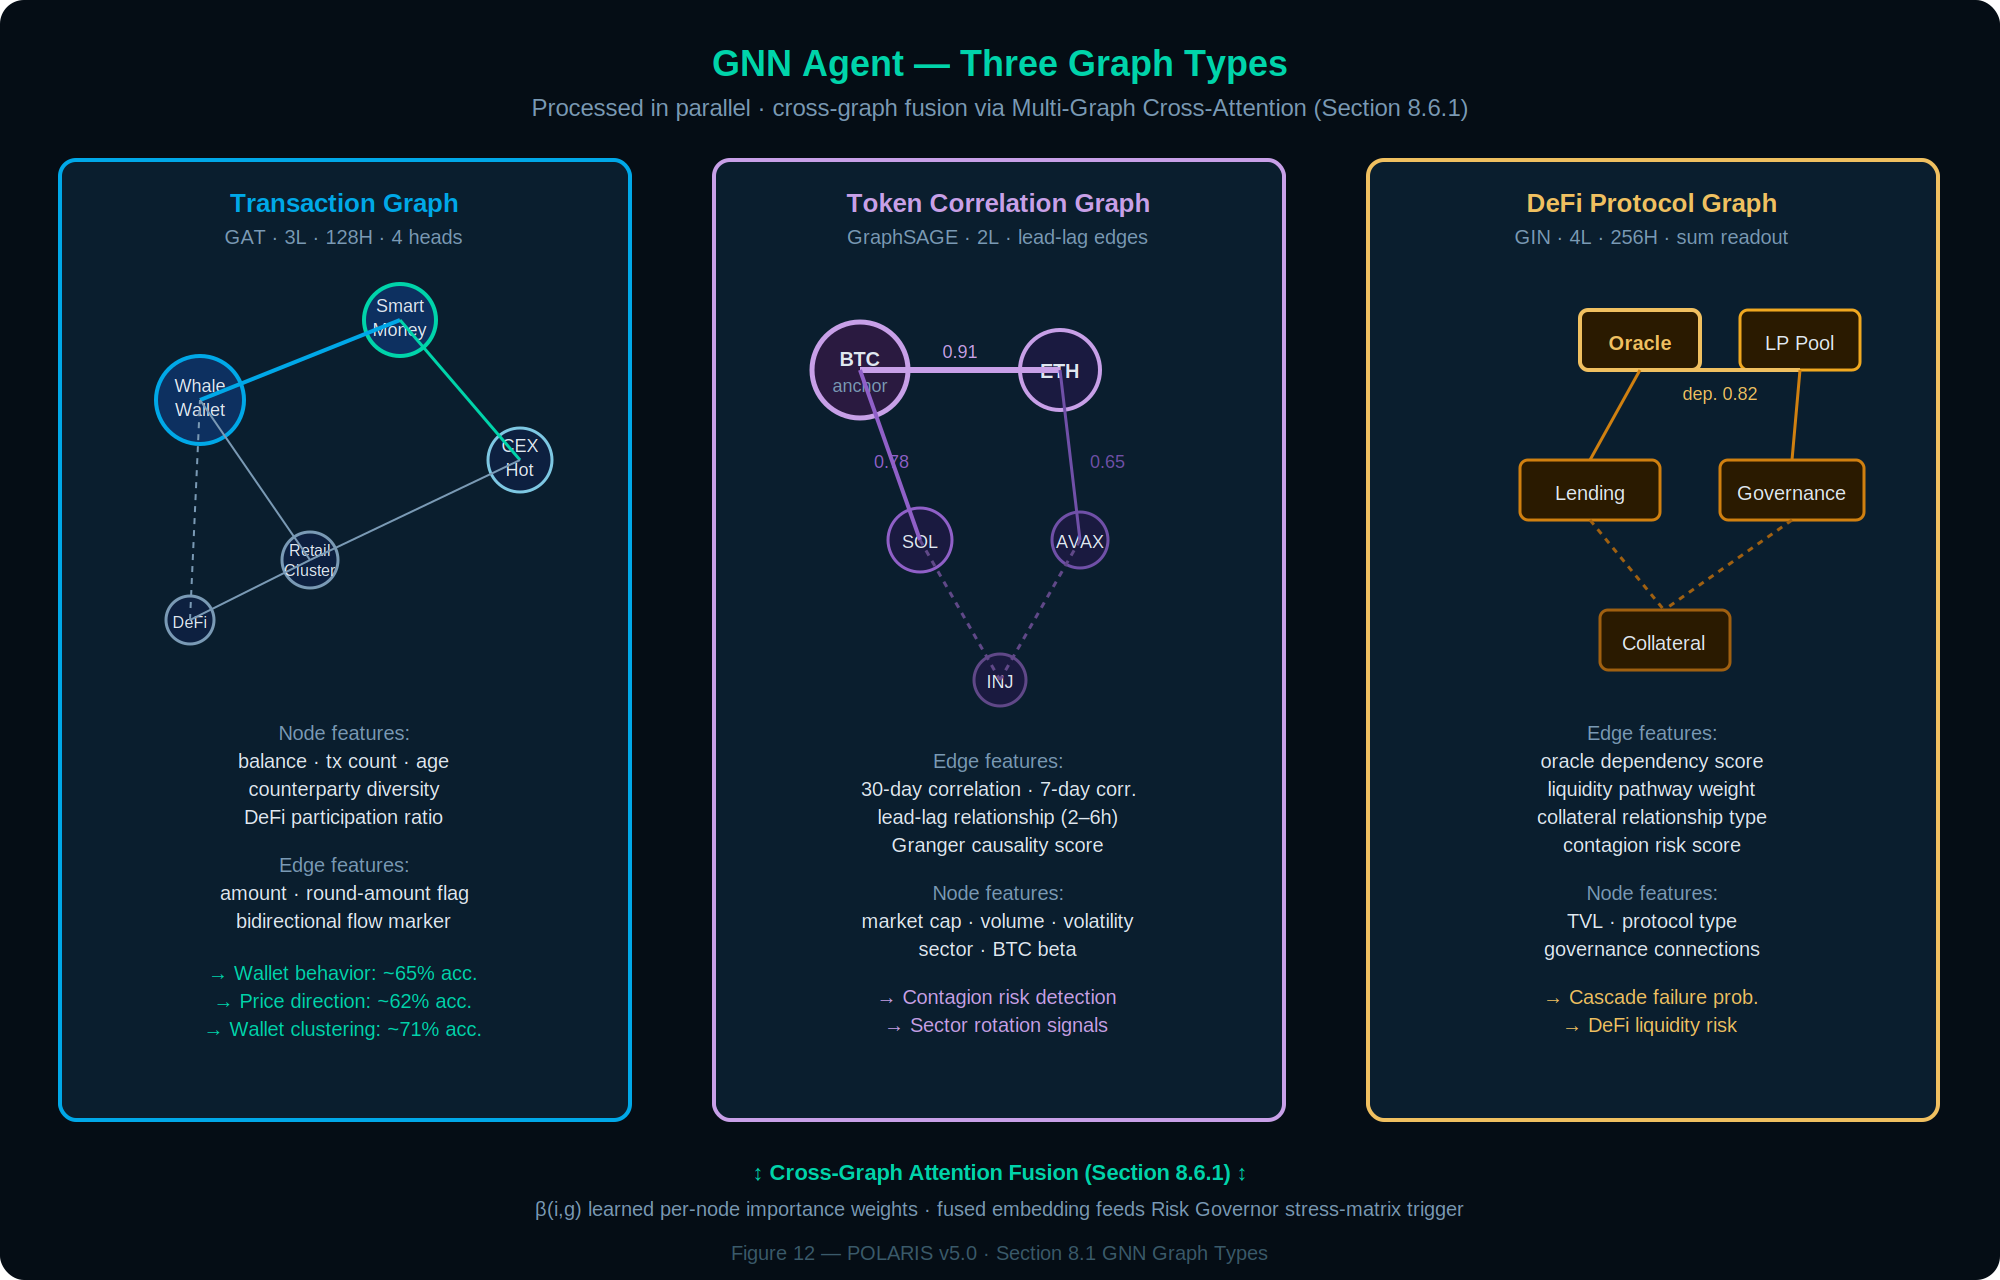 GNN Agent — Three Graph Types
Processed in parallel · cross-graph fusion via Multi-Graph Cross-Attention (Section 8.6.1)
Transaction Graph
GAT · 3L · 128H · 4 heads
Smart
Money
Whale
Wallet
CEX
Hot
Retail
Cluster
DeFi
Node features:
balance · tx count · age
counterparty diversity
DeFi participation ratio
Edge features:
amount · round-amount flag
bidirectional flow marker
→ Wallet behavior: ~65% acc.
→ Price direction: ~62% acc.
→ Wallet clustering: ~71% acc.
Token Correlation Graph
GraphSAGE · 2L · lead-lag edges
BTC
anchor
0.91
ETH
0.78
0.65
SOL
AVAX
INJ
Edge features:
30-day correlation · 7-day corr.
lead-lag relationship (2–6h)
Granger causality score
Node features:
market cap · volume · volatility
sector · BTC beta
→ Contagion risk detection
→ Sector rotation signals
DeFi Protocol Graph
GIN · 4L · 256H · sum readout
Oracle
LP Pool
dep. 0.82
Lending
Governance
Collateral
Edge features:
oracle dependency score
liquidity pathway weight
collateral relationship type
contagion risk score
Node features:
TVL · protocol type
governance connections
→ Cascade failure prob.
→ DeFi liquidity risk
↕ Cross-Graph Attention Fusion (Section 8.6.1) ↕
β(i,g) learned per-node importance weights · fused embedding feeds Risk Governor stress-matrix trigger
Figure 12 — POLARIS v5.0 · Section 8.1 GNN Graph Types